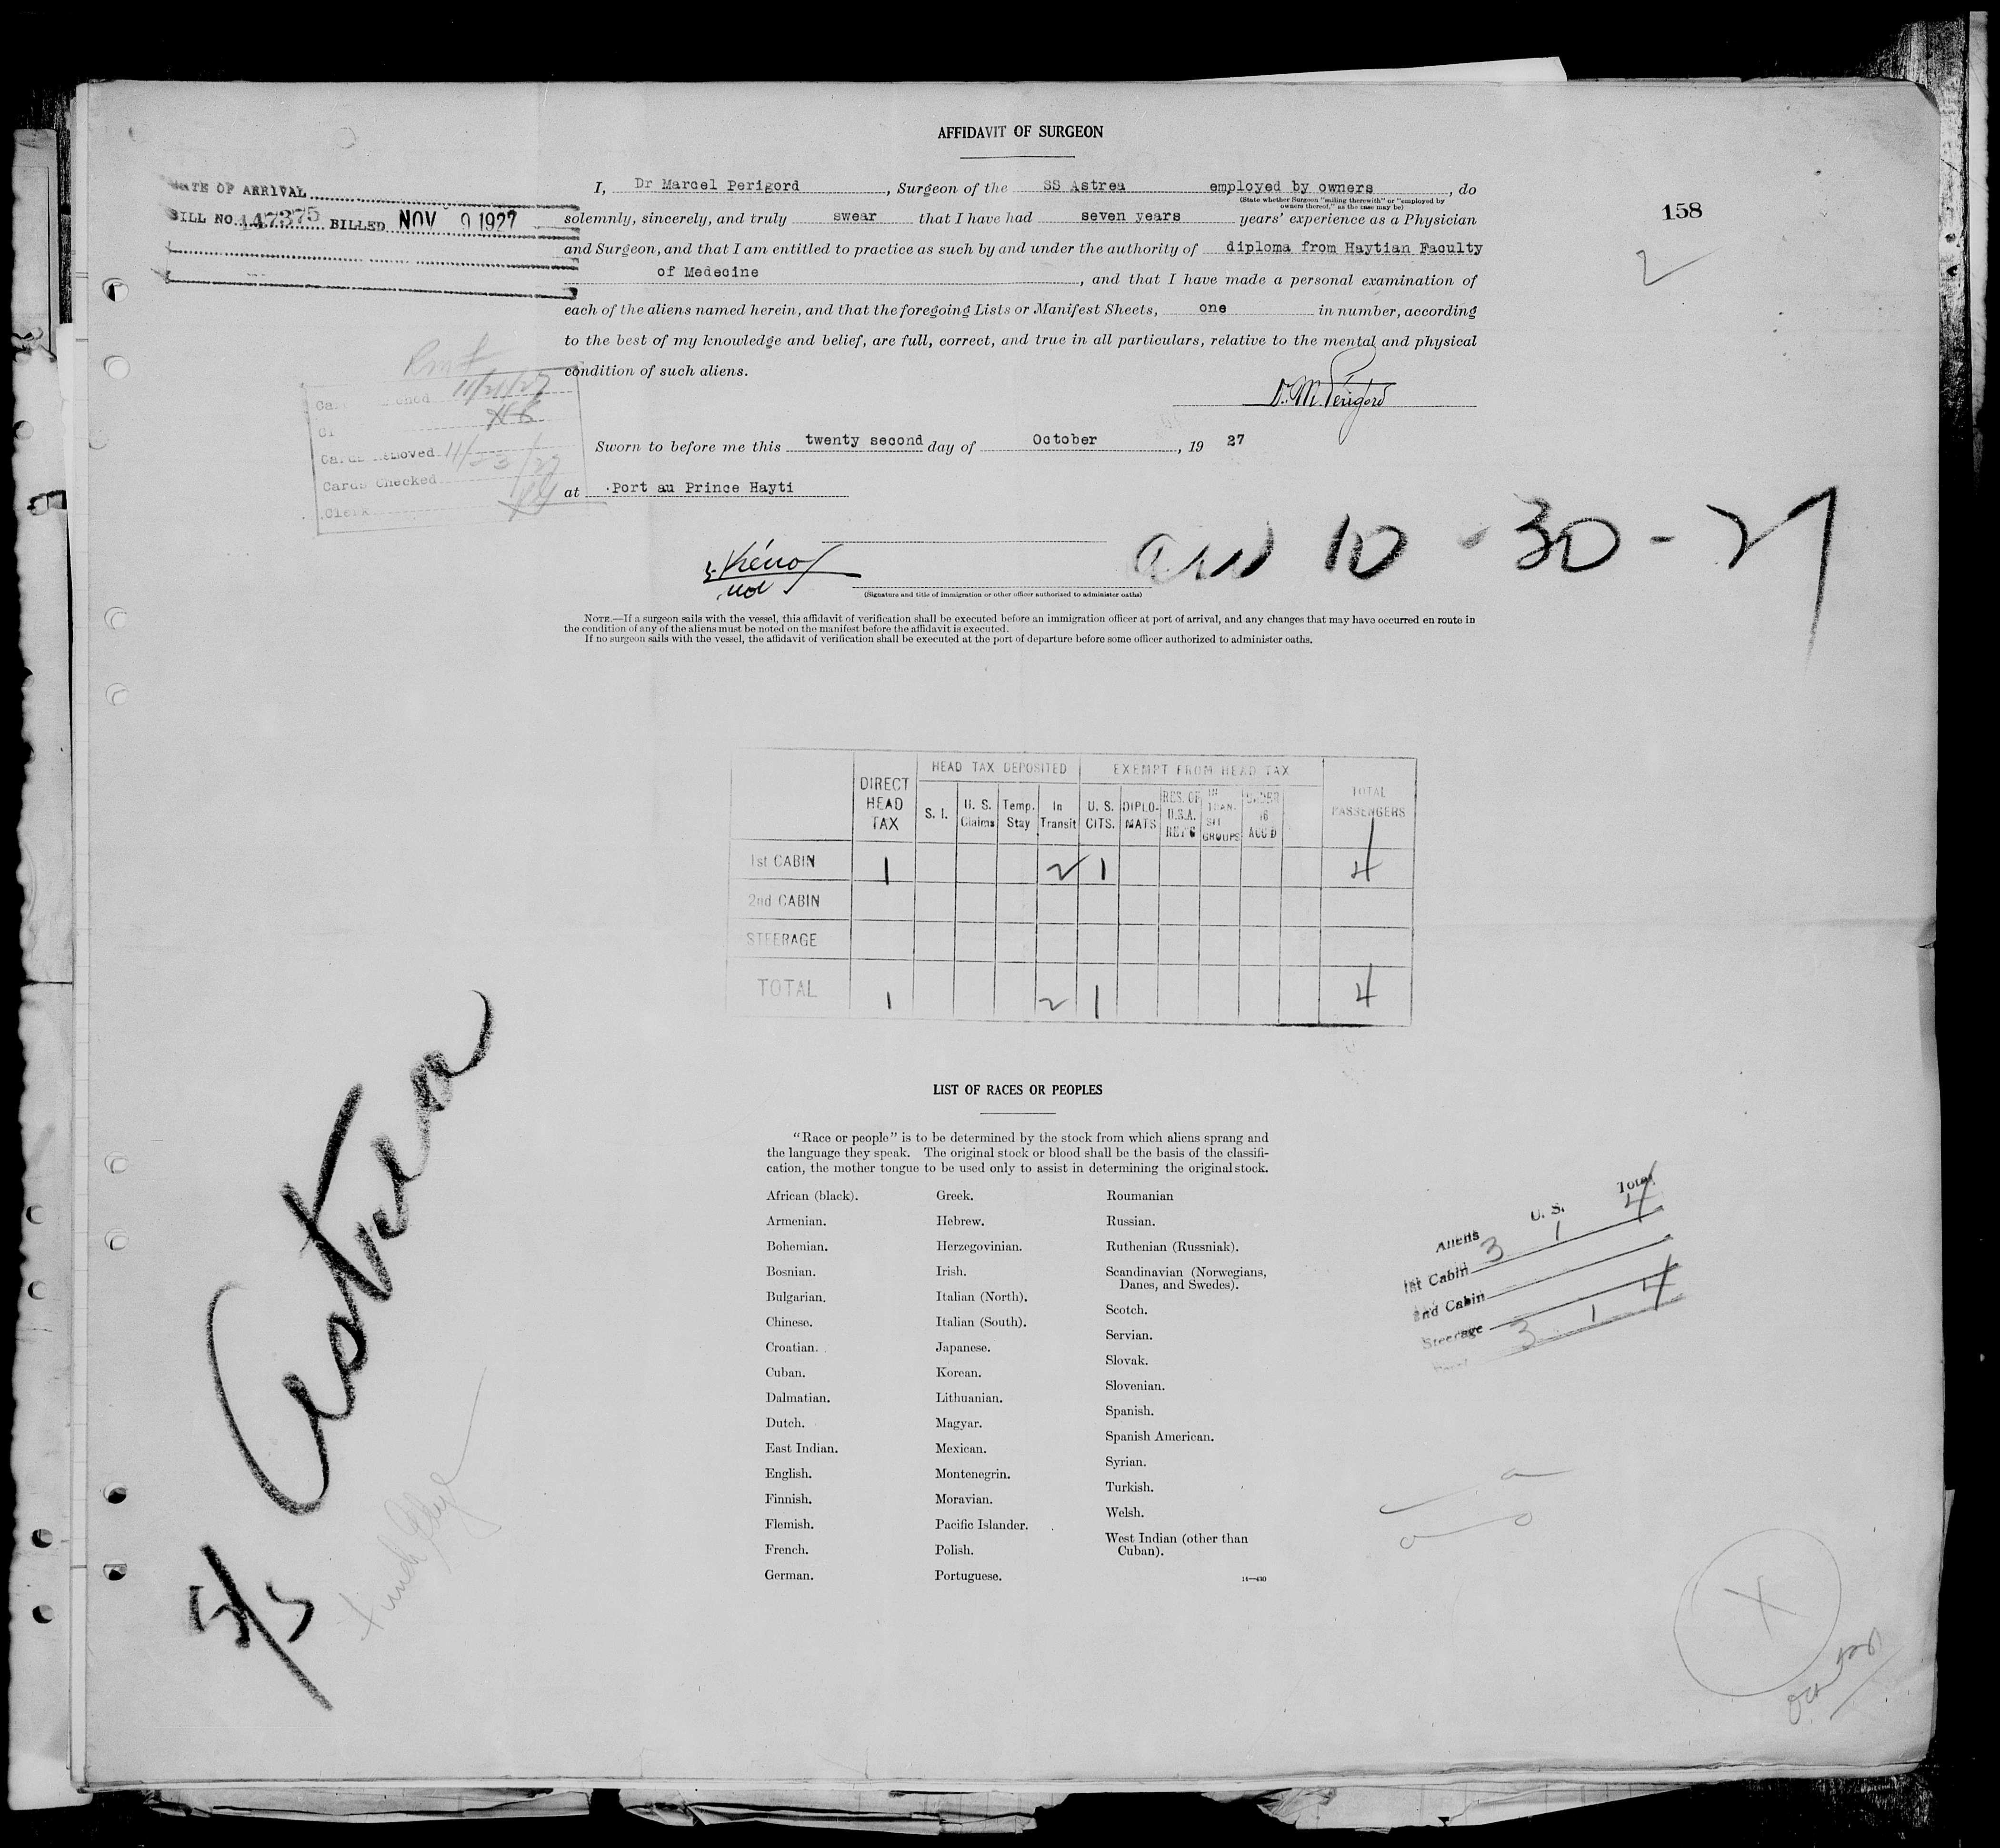 AFFIDAVIT OF SURGEON
DATE OF ARRIVAL
BILL NO. 147375 BILLED NOV 9 1927
158
2
I, Dr Marcel Perigord, Surgeon of the SS Astrea employed by owners, do
(State whether Surgeon "sailing therewith" or "employed by
owners thereof," as the case may be)
solemnly, sincerely, and truly swear that I have had seven years years' experience as a Physician
and Surgeon, and that I am entitled to practice as such by and under the authority of diploma from Haytian Faculty
of Medecine, and that I have made a personal examination of
each of the aliens named herein, and that the foregoing Lists or Manifest Sheets, one in number, according
to the best of my knowledge and belief, are full, correct, and true in all particulars, relative to the mental and physical
condition of such aliens.
Dr. M. Périgord
11/21/27
Cards Removed 11/23/27
Cards Checked
Clerk
Sworn to before me this twenty second day of October, 19 27
at Port au Prince Hayti
arr 10-30-27
(Signature and title of immigration or other officer authorized to administer oaths)
NOTE.—If a surgeon sails with the vessel, this affidavit of verification shall be executed before an immigration officer at port of arrival, and any changes that may have occurred en route in
the condition of any of the aliens must be noted on the manifest before the affidavit is executed.
If no surgeon sails with the vessel, the affidavit of verification shall be executed at the port of departure before some officer authorized to administer oaths.
DIRECT HEAD TAX
HEAD TAX DEPOSITED
EXEMPT FROM HEAD TAX
TOTAL PASSENGERS
S. I. U. S. Claims Temp. Stay In Transit U. S. CITS. DIPLO-MATS RES. OF U.S.A. RET'G IN TRAN-SIT GROUPS UNDER 16 ACC'D
1st CABIN 1 2 1 4
2nd CABIN
STEERAGE
TOTAL 1 2 1 4
LIST OF RACES OR PEOPLES
"Race or people" is to be determined by the stock from which aliens sprang and
the language they speak. The original stock or blood shall be the basis of the classifi-
cation, the mother tongue to be used only to assist in determining the original stock.
African (black).
Armenian.
Bohemian.
Bosnian.
Bulgarian.
Chinese.
Croatian.
Cuban.
Dalmatian.
Dutch.
East Indian.
English.
Finnish.
Flemish.
French.
German.
Greek.
Hebrew.
Herzegovinian.
Irish.
Italian (North).
Italian (South).
Japanese.
Korean.
Lithuanian.
Magyar.
Mexican.
Montenegrin.
Moravian.
Pacific Islander.
Polish.
Portuguese.
Roumanian
Russian.
Ruthenian (Russniak).
Scandinavian (Norwegians,
Danes, and Swedes).
Scotch.
Servian.
Slovak.
Slovenian.
Spanish.
Spanish American.
Syrian.
Turkish.
Welsh.
West Indian (other than
Cuban).
14—430
Aliens U. S. Total
1st Cabin 3 1 4
2nd Cabin
Steerage
3 1 4
S/S Astrea
X